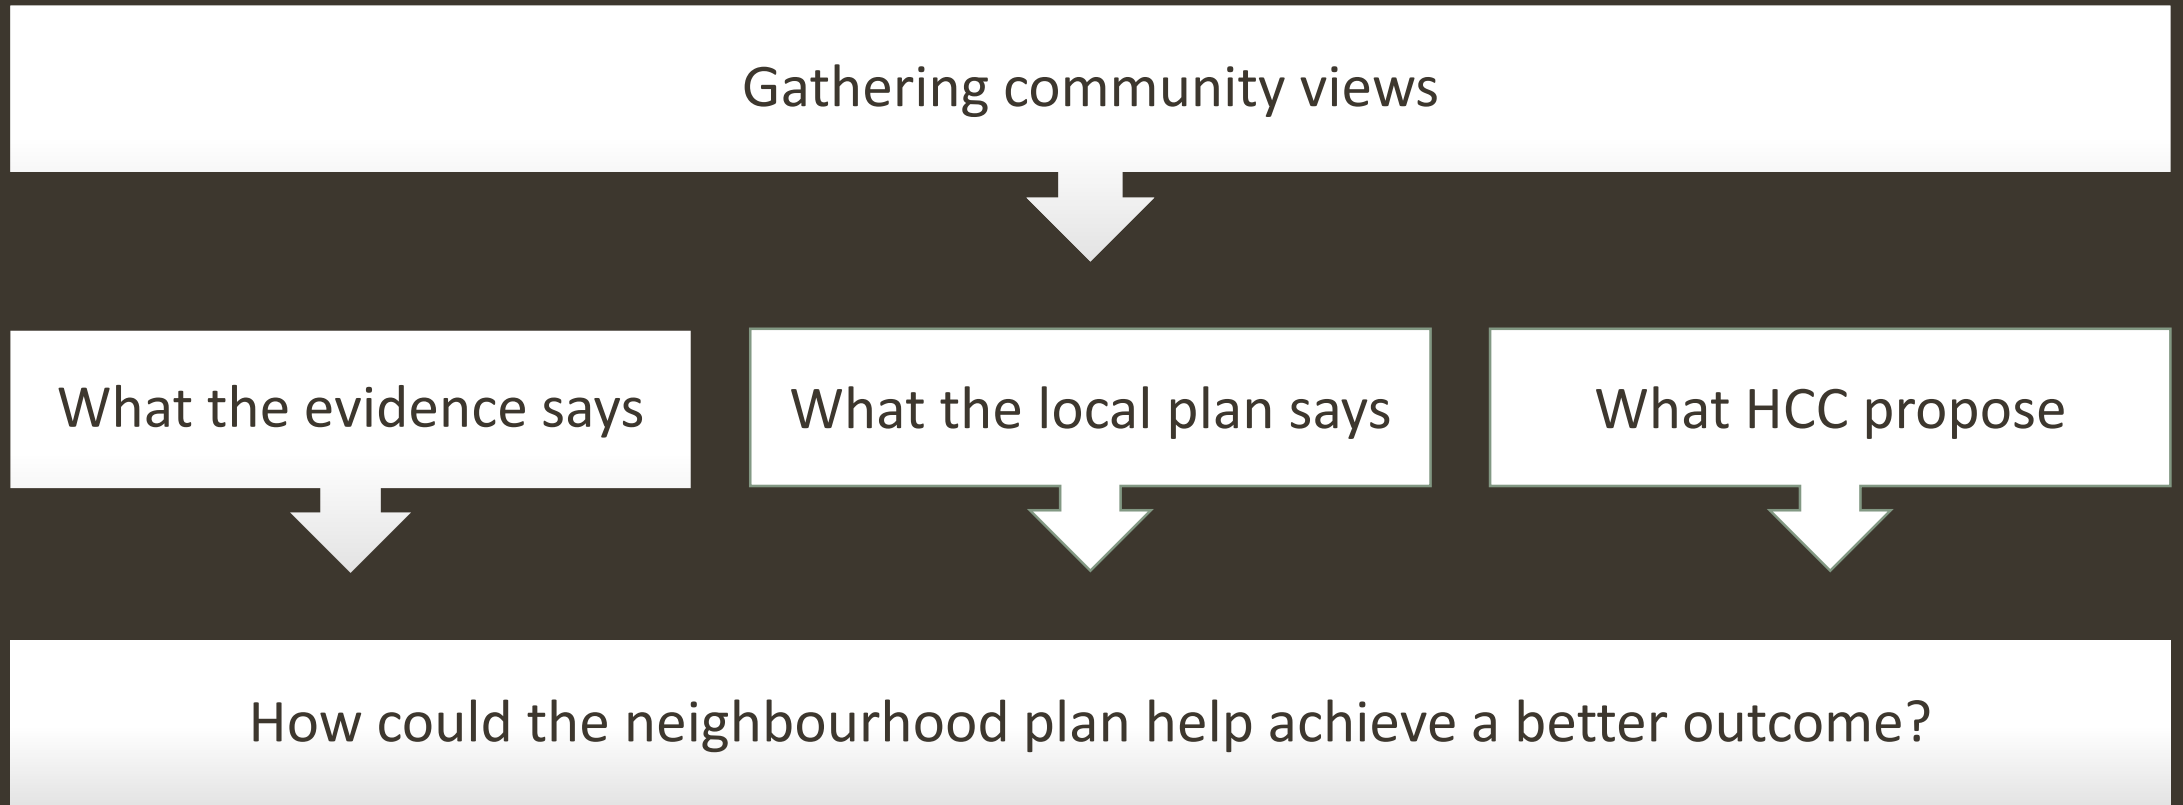 Gathering community views
What the evidence says
What the local plan says
What HCC propose
How could the neighbourhood plan help achieve a better outcome?